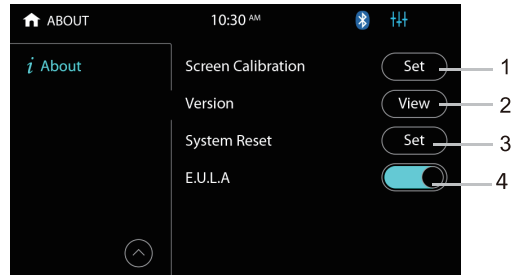 ABOUT 10:30 AM
i About
Screen Calibration Set 1
Version View 2
System Reset Set 3
E.U.L.A 4